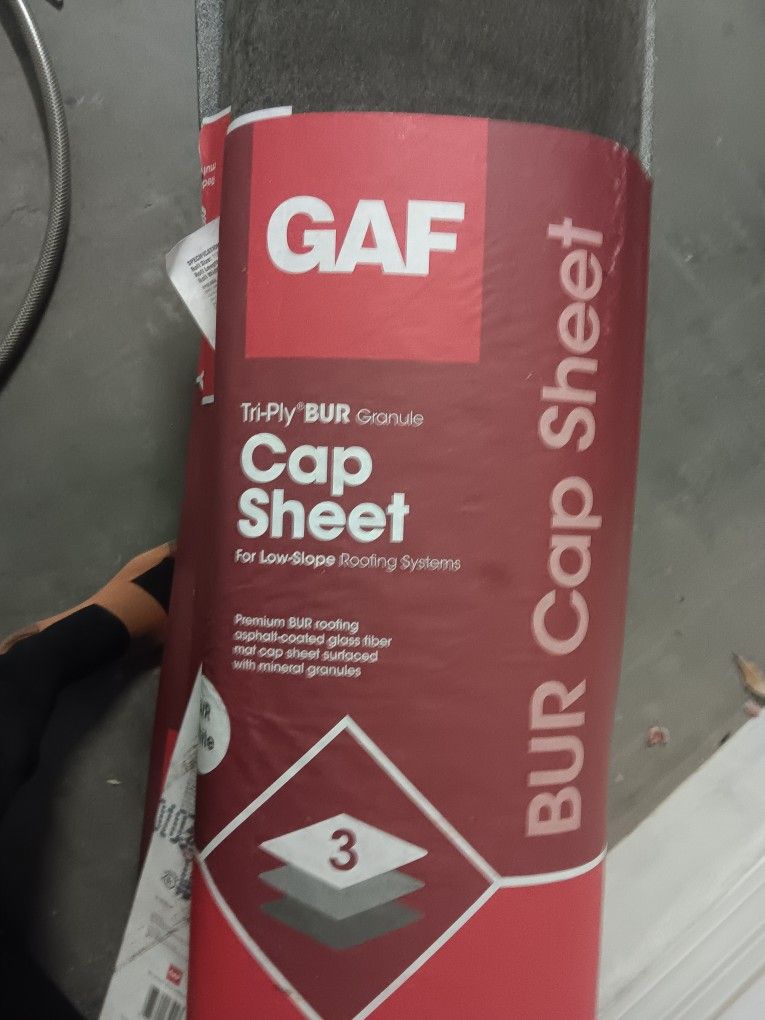 GAF
Tri-Ply® BUR Granule
Cap
Sheet
For Low-Slope Roofing Systems
Premium BUR roofing
asphalt-coated glass fiber
mat cap sheet surfaced
with mineral granules
3
BUR Cap Sheet